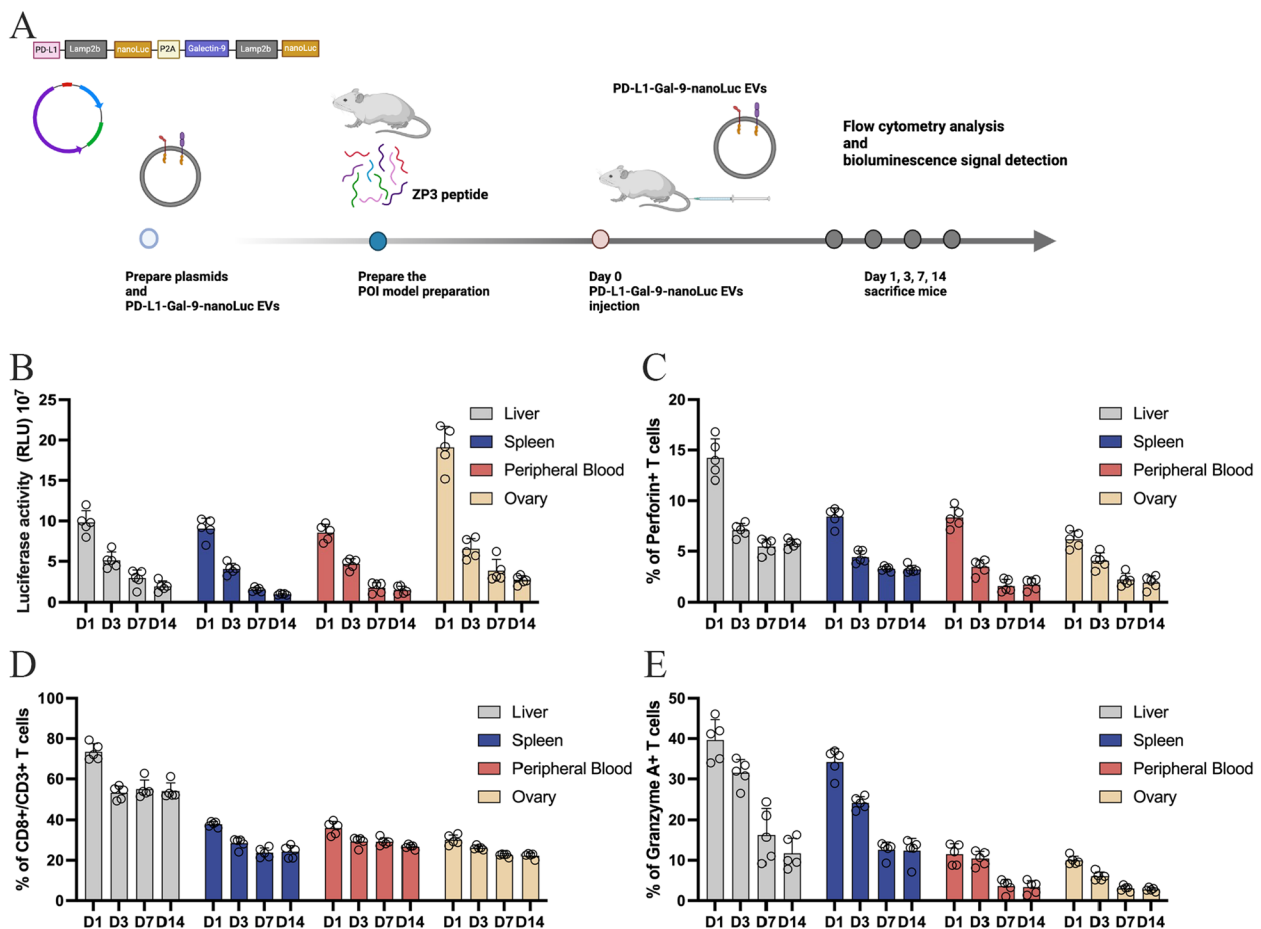 A
PD-L1 Lamp2b nanoLuc P2A Galectin-9 Lamp2b nanoLuc
PD-L1-Gal-9-nanoLuc EVs
Flow cytometry analysis
and
bioluminescence signal detection
ZP3 peptide
Prepare plasmids
and
PD-L1-Gal-9-nanoLuc EVs
Prepare the
POI model preparation
Day 0
PD-L1-Gal-9-nanoLuc EVs
injection
Day 1, 3, 7, 14
sacrifice mice
B
Luciferase activity (RLU) 10⁷
25
20
15
10
5
0
D1 D3 D7 D14 D1 D3 D7 D14 D1 D3 D7 D14 D1 D3 D7 D14
Liver
Spleen
Peripheral Blood
Ovary
C
% of Perforin+ T cells
20
15
10
5
0
D1 D3 D7 D14 D1 D3 D7 D14 D1 D3 D7 D14 D1 D3 D7 D14
Liver
Spleen
Peripheral Blood
Ovary
D
% of CD8+/CD3+ T cells
100
80
60
40
20
0
D1 D3 D7 D14 D1 D3 D7 D14 D1 D3 D7 D14 D1 D3 D7 D14
Liver
Spleen
Peripheral Blood
Ovary
E
% of Granzyme A+ T cells
50
40
30
20
10
0
D1 D3 D7 D14 D1 D3 D7 D14 D1 D3 D7 D14 D1 D3 D7 D14
Liver
Spleen
Peripheral Blood
Ovary